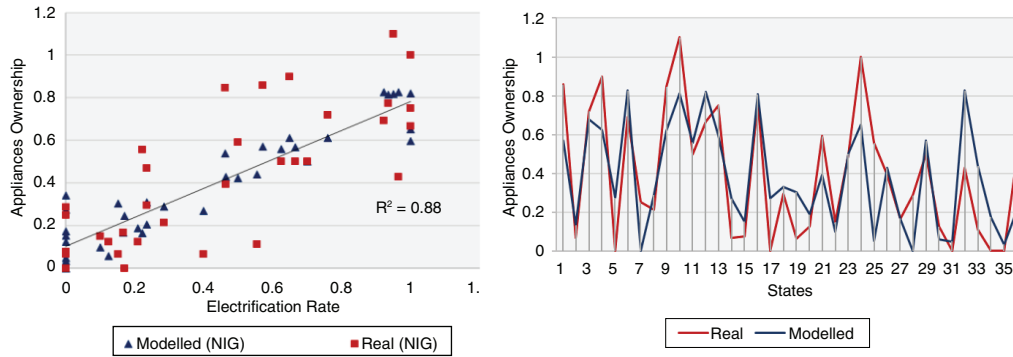 1.2
1
0.8
0.6
0.4
0.2
0
Appliances Ownership
0
0.2
0.4
0.6
0.8
1
1.
Electrification Rate
R² = 0.88
Modelled (NIG)
Real (NIG)
1.2
1
0.8
0.6
0.4
0.2
0
Appliances Ownership
1 3 5 7 9 11 13 15 17 19 21 23 25 27 29 31 33 35
States
Real
Modelled